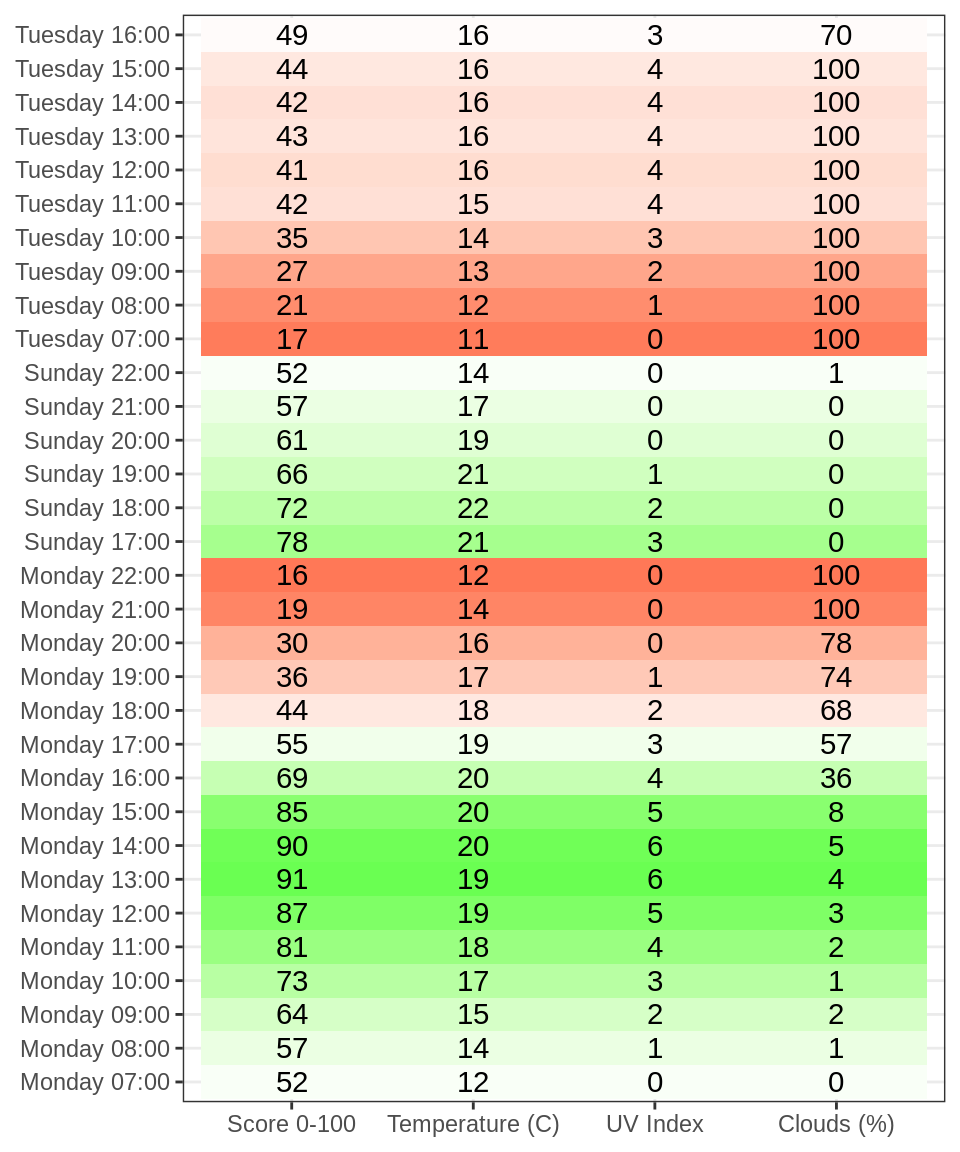 Tuesday 16:00 49 16 3 70
Tuesday 15:00 44 16 4 100
Tuesday 14:00 42 16 4 100
Tuesday 13:00 43 16 4 100
Tuesday 12:00 41 16 4 100
Tuesday 11:00 42 15 4 100
Tuesday 10:00 35 14 3 100
Tuesday 09:00 27 13 2 100
Tuesday 08:00 21 12 1 100
Tuesday 07:00 17 11 0 100
Sunday 22:00 52 14 0 1
Sunday 21:00 57 17 0 0
Sunday 20:00 61 19 0 0
Sunday 19:00 66 21 1 0
Sunday 18:00 72 22 2 0
Sunday 17:00 78 21 3 0
Monday 22:00 16 12 0 100
Monday 21:00 19 14 0 100
Monday 20:00 30 16 0 78
Monday 19:00 36 17 1 74
Monday 18:00 44 18 2 68
Monday 17:00 55 19 3 57
Monday 16:00 69 20 4 36
Monday 15:00 85 20 5 8
Monday 14:00 90 20 6 5
Monday 13:00 91 19 6 4
Monday 12:00 87 19 5 3
Monday 11:00 81 18 4 2
Monday 10:00 73 17 3 1
Monday 09:00 64 15 2 2
Monday 08:00 57 14 1 1
Monday 07:00 52 12 0 0
Score 0-100 Temperature (C) UV Index Clouds (%)